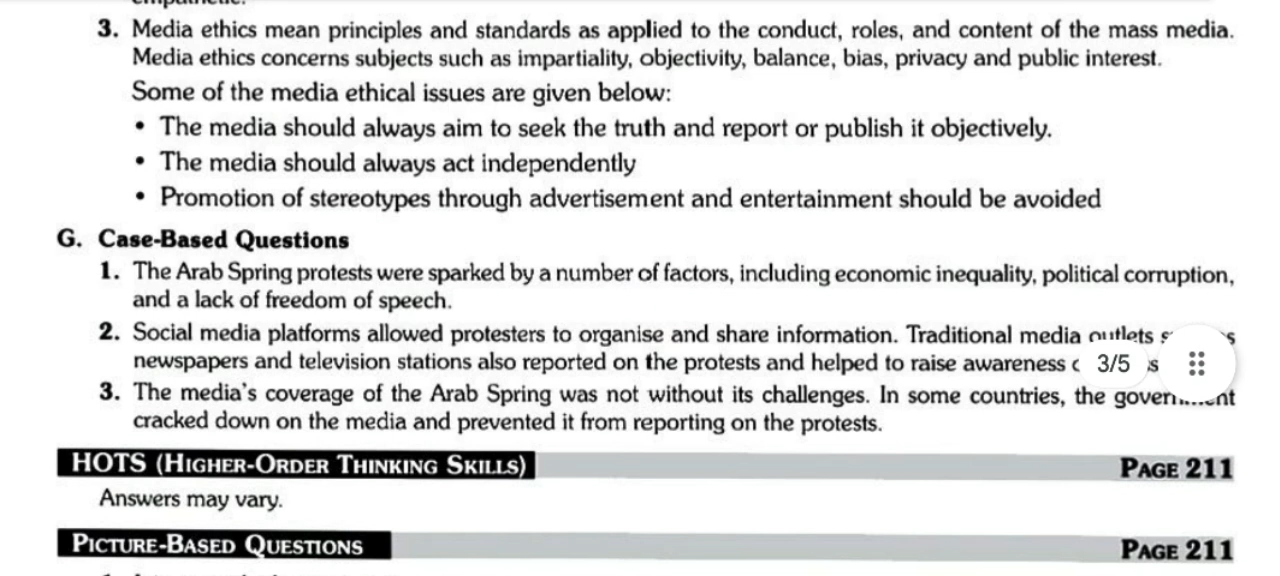 3. Media ethics mean principles and standards as applied to the conduct, roles, and content of the mass media.
Media ethics concerns subjects such as impartiality, objectivity, balance, bias, privacy and public interest.
Some of the media ethical issues are given below:
• The media should always aim to seek the truth and report or publish it objectively.
• The media should always act independently
• Promotion of stereotypes through advertisement and entertainment should be avoided
G. Case-Based Questions
1. The Arab Spring protests were sparked by a number of factors, including economic inequality, political corruption,
and a lack of freedom of speech.
2. Social media platforms allowed protesters to organise and share information. Traditional media outlets
newspapers and television stations also reported on the protests and helped to raise awareness
3/5
3. The media's coverage of the Arab Spring was not without its challenges. In some countries, the government
cracked down on the media and prevented it from reporting on the protests.
HOTS (HIGHER-ORDER THINKING SKILLS) PAGE 211
Answers may vary.
PICTURE-BASED QUESTIONS PAGE 211